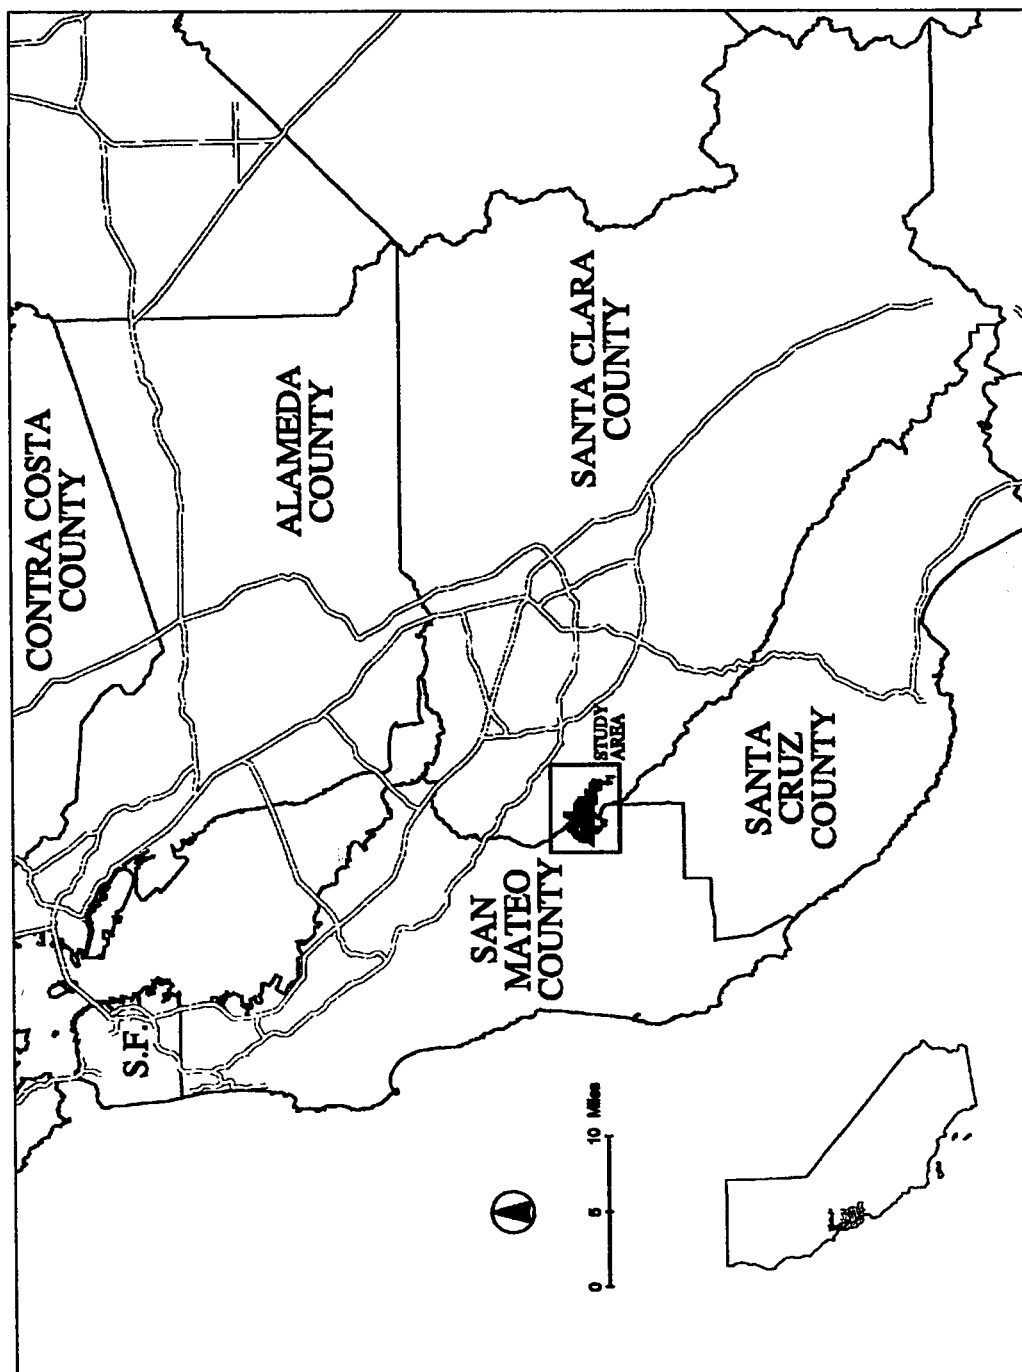 CONTRA COSTA
COUNTY
ALAMEDA
COUNTY
SANTA CLARA
COUNTY
S.F.
SAN
MATEO
COUNTY
STUDY
AREA
SANTA
CRUZ
COUNTY
0 5 10 Miles